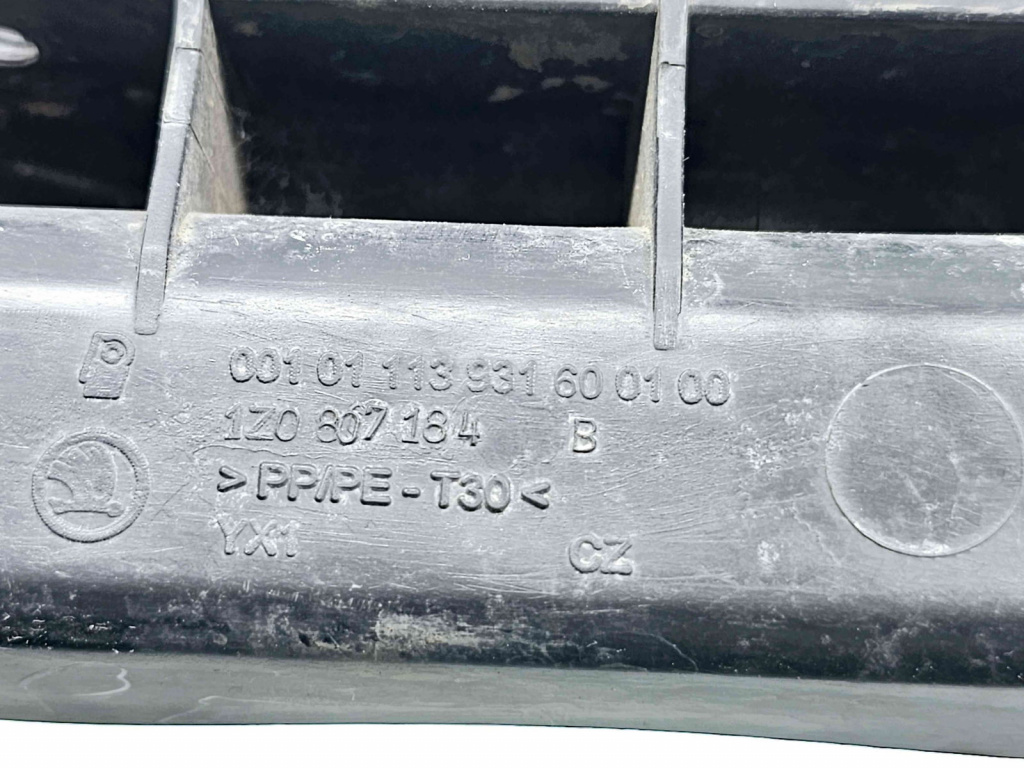 001 01 113 931 60 01 00
1Z0 807 184 B
>PP/PE-T30<
YX1 CZ